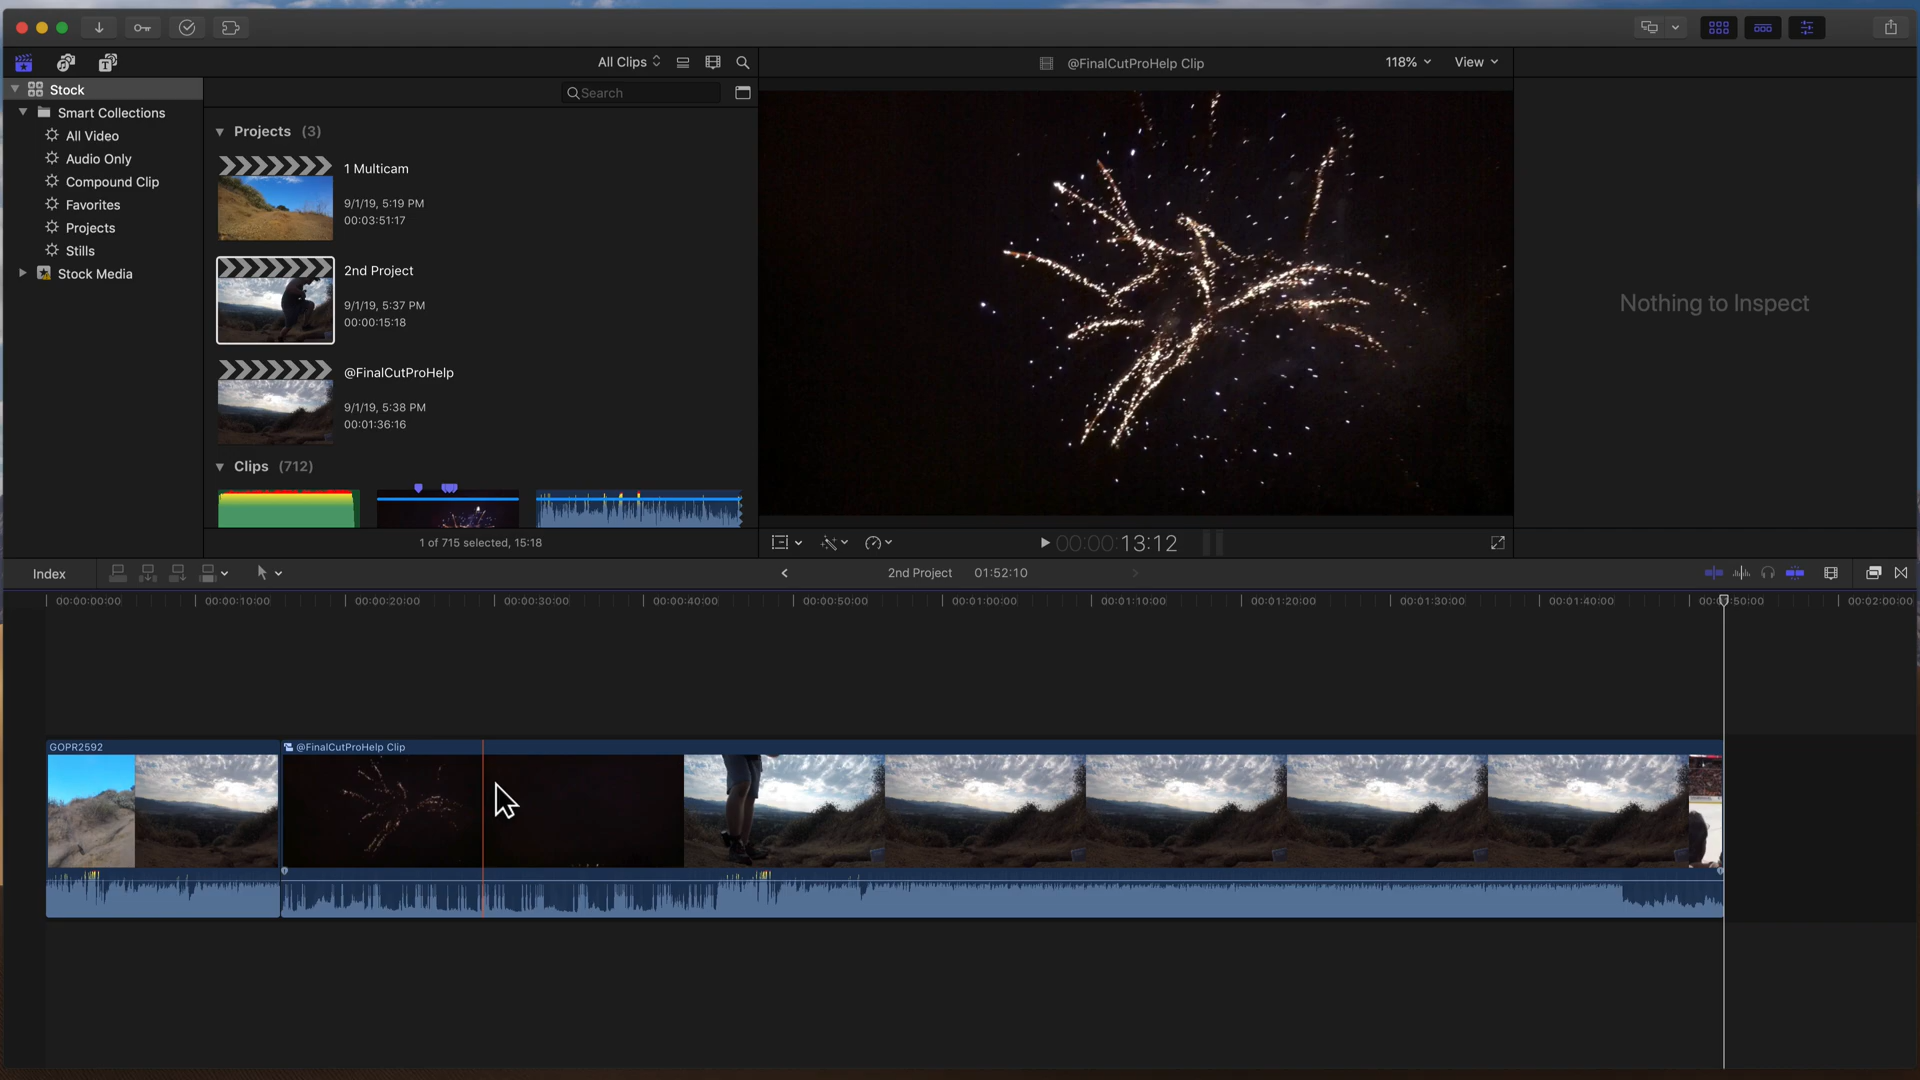 All Clips
@FinalCutProHelp Clip
118%
View
Stock
Smart Collections
All Video
Audio Only
Compound Clip
Favorites
Projects
Stills
Stock Media
Search
Projects (3)
1 Multicam
9/1/19, 5:19 PM
00:03:51:17
2nd Project
9/1/19, 5:37 PM
00:00:15:18
@FinalCutProHelp
9/1/19, 5:38 PM
00:01:36:16
Clips (712)
1 of 715 selected, 15:18
00:00:13:12
Nothing to Inspect
Index
2nd Project 01:52:10
00:00:00:00 00:00:10:00 00:00:20:00 00:00:30:00 00:00:40:00 00:00:50:00 00:01:00:00 00:01:10:00 00:01:20:00 00:01:30:00 00:01:40:00 00:01:50:00 00:02:00:00
GOPR2592
@FinalCutProHelp Clip